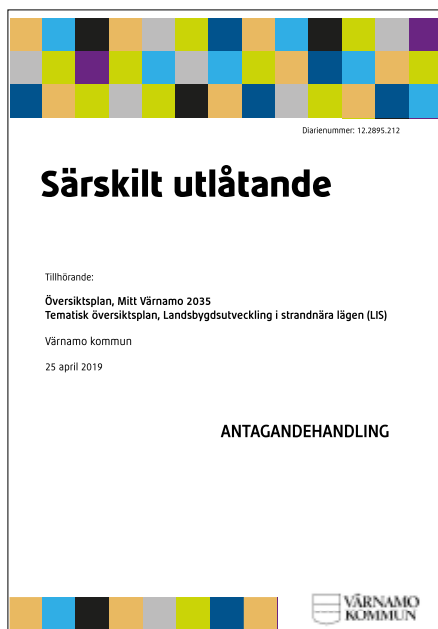 Diarienummer: 12.2895.212
Särskilt utlåtande
Tillhörande:
Översiktsplan, Mitt Värnamo 2035
Tematisk översiktsplan, Landsbygdsutveckling i strandnära lägen (LIS)
Värnamo kommun
25 april 2019
ANTAGANDEHANDLING
VÄRNAMO
KOMMUN